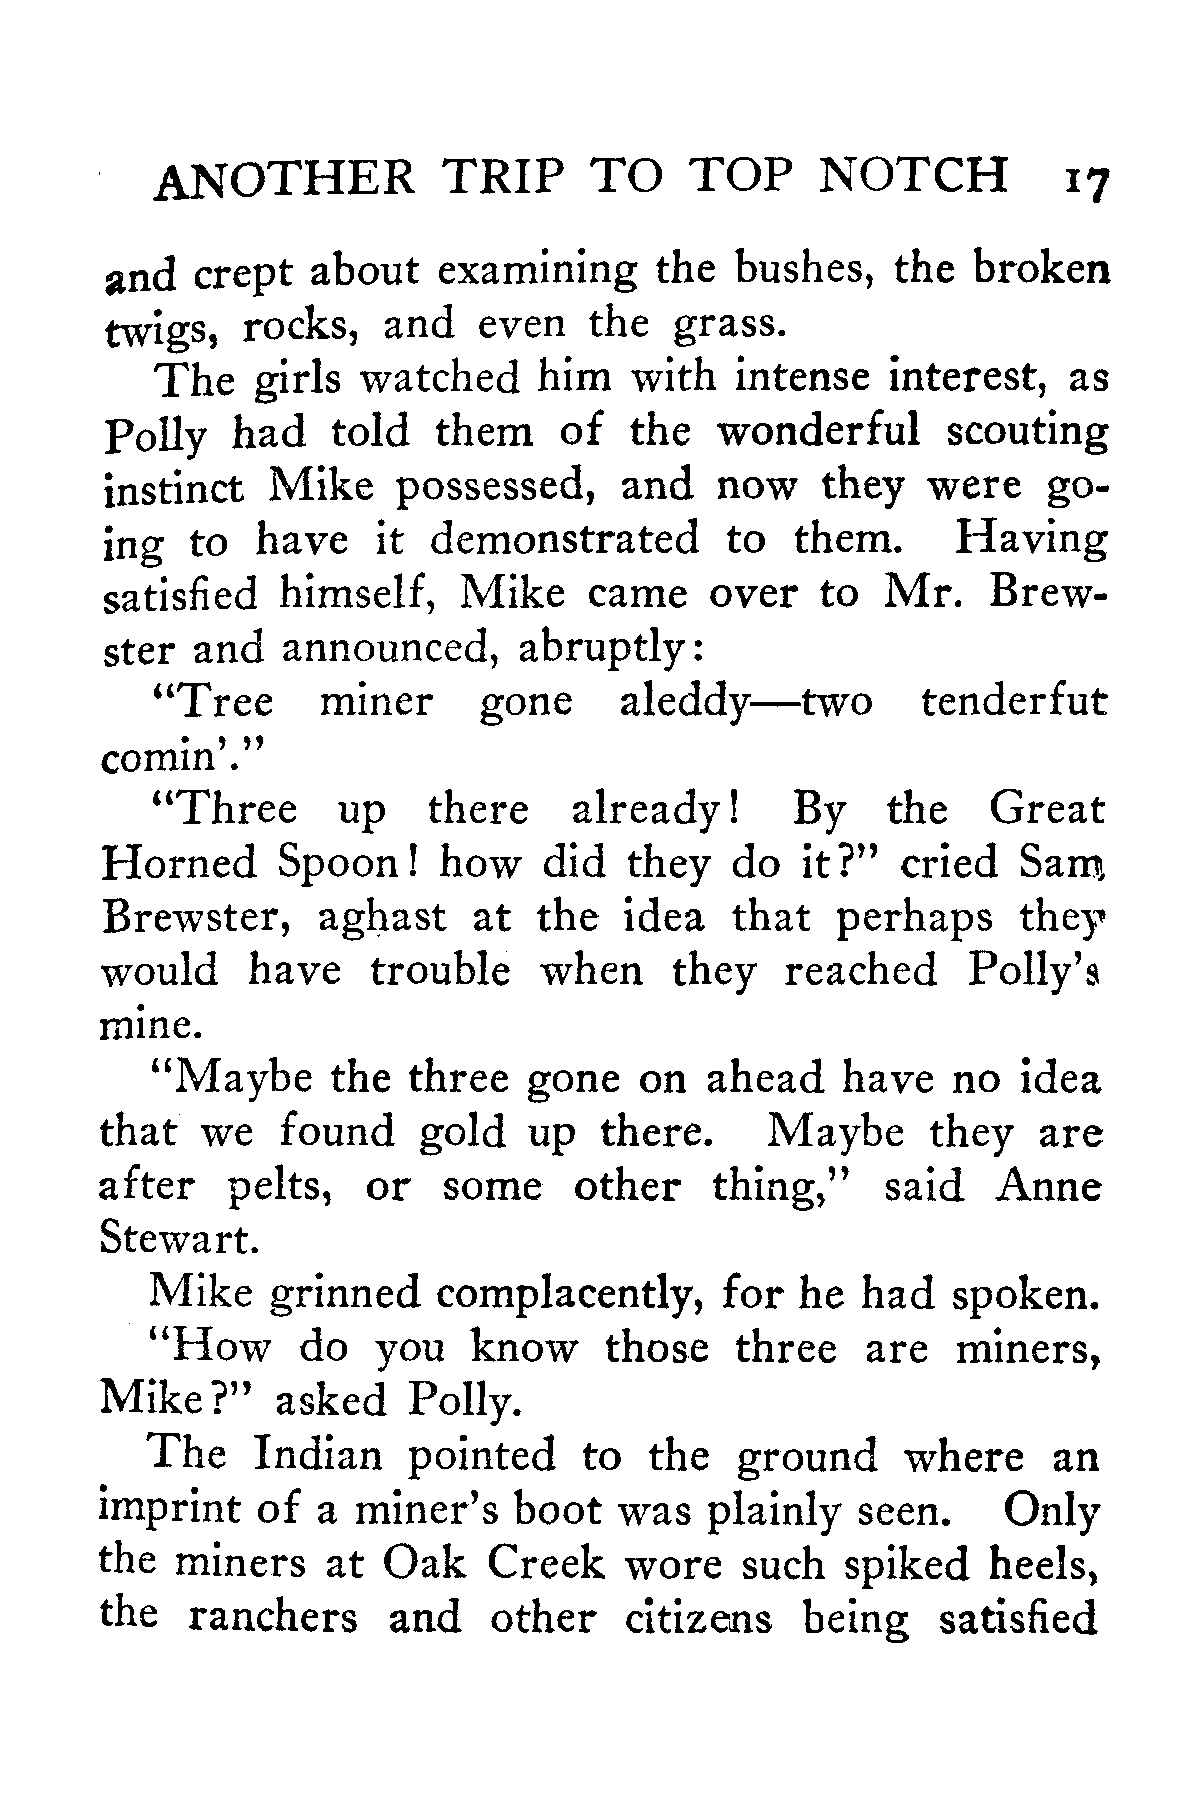 ANOTHER TRIP TO TOP NOTCH 17
and crept about examining the bushes, the broken
twigs, rocks, and even the grass.
The girls watched him with intense interest, as
Polly had told them of the wonderful scouting
instinct Mike possessed, and now they were go-
ing to have it demonstrated to them. Having
satisfied himself, Mike came over to Mr. Brew-
ster and announced, abruptly:
“Tree miner gone aleddy—two tenderfut
comin’.”
“Three up there already! By the Great
Horned Spoon! how did they do it?” cried Sam
Brewster, aghast at the idea that perhaps they
would have trouble when they reached Polly’s
mine.
“Maybe the three gone on ahead have no idea
that we found gold up there. Maybe they are
after pelts, or some other thing,” said Anne
Stewart.
Mike grinned complacently, for he had spoken.
“How do you know those three are miners,
Mike?” asked Polly.
The Indian pointed to the ground where an
imprint of a miner’s boot was plainly seen. Only
the miners at Oak Creek wore such spiked heels,
the ranchers and other citizens being satisfied